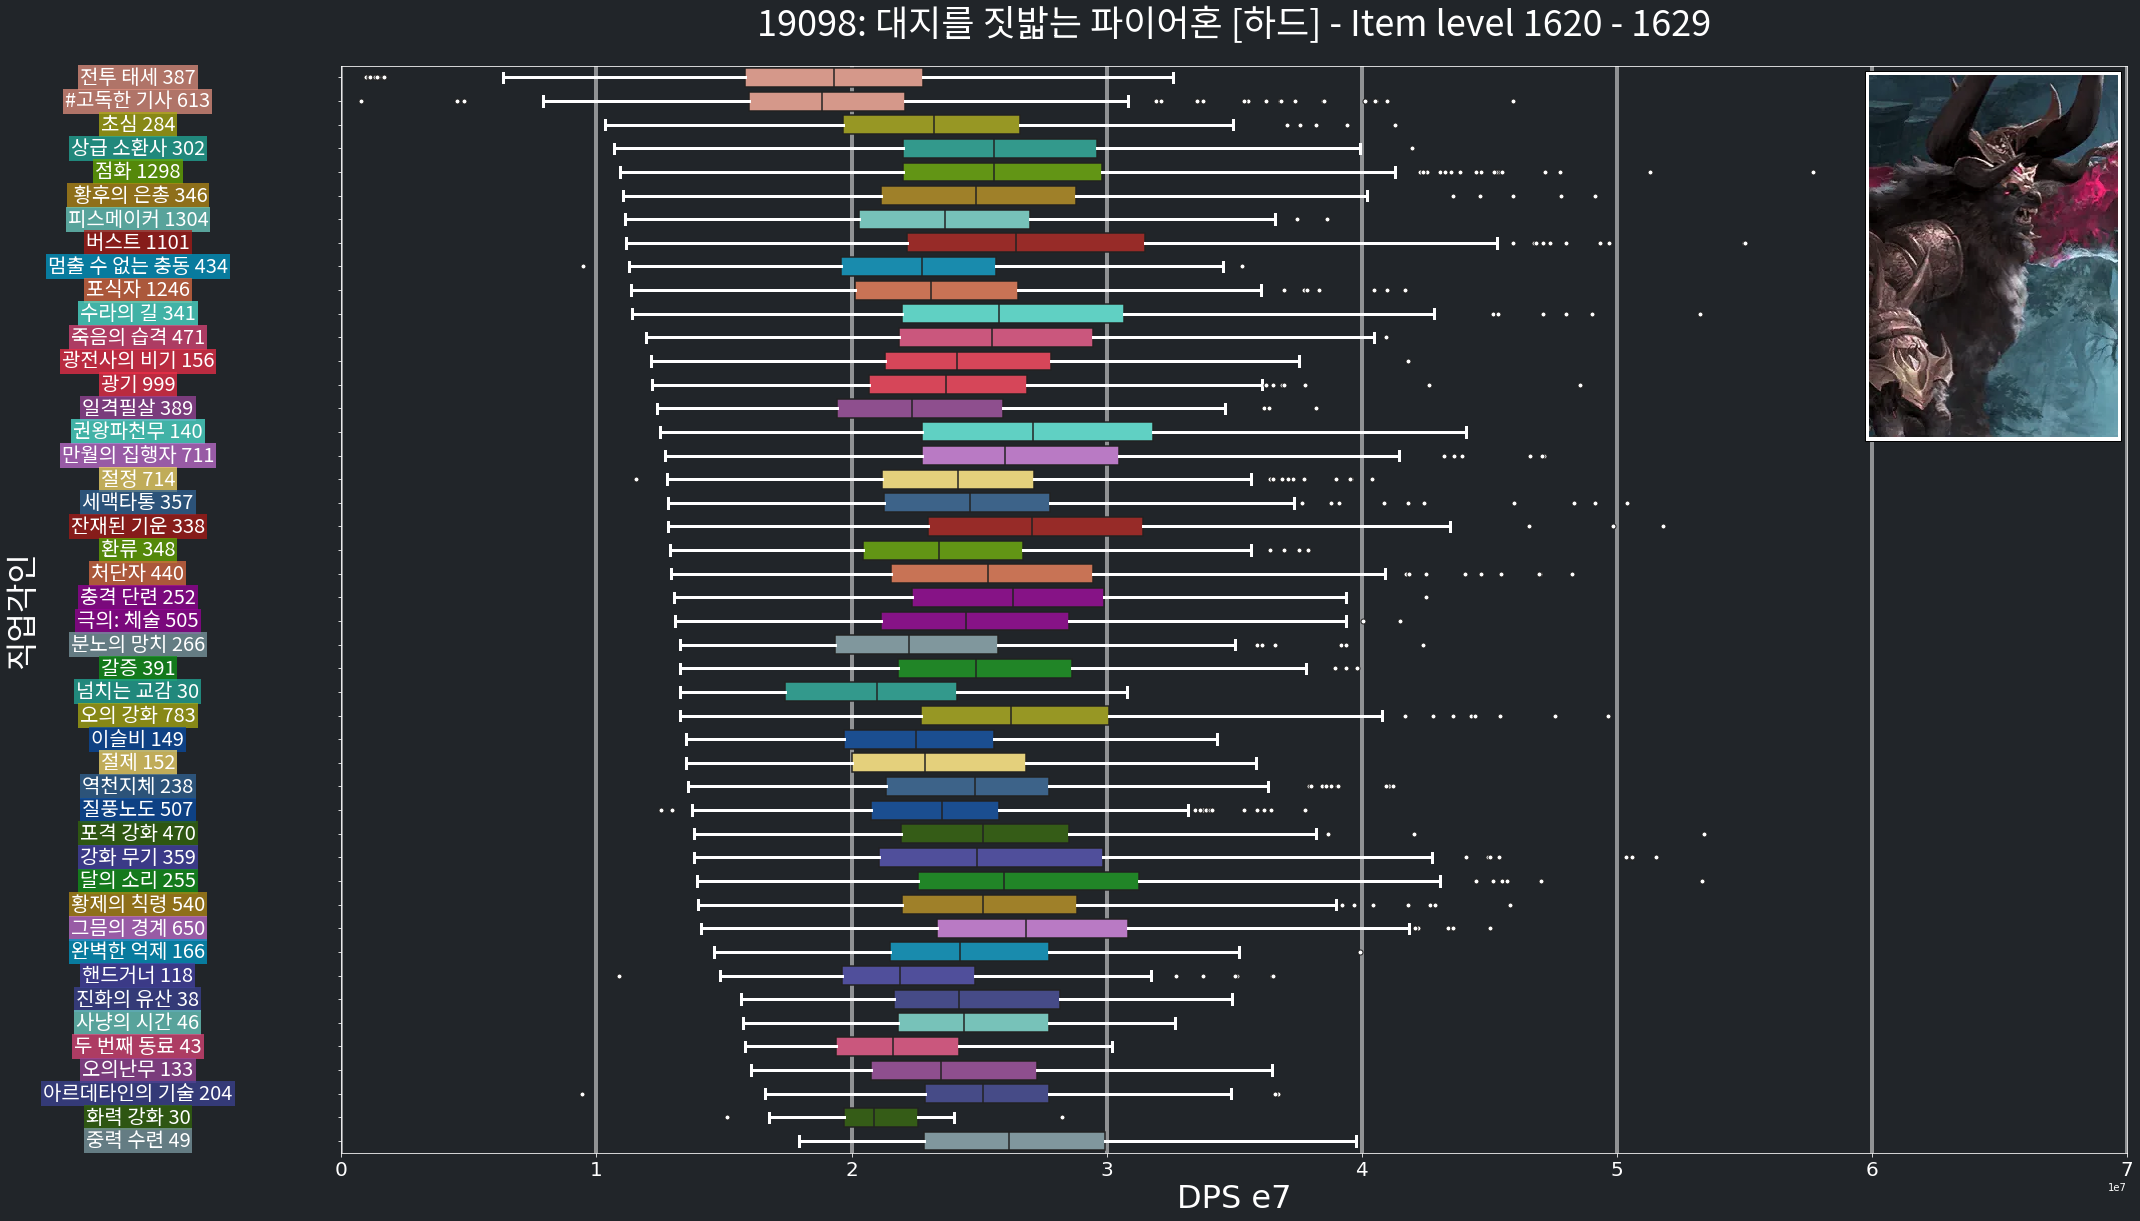 19098: 대지를 짓밟는 파이어혼 [하드] - Item level 1620 - 1629
전투 태세 387
#고독한 기사 613
초심 284
상급 소환사 302
점화 1298
황후의 은총 346
피스메이커 1304
버스트 1101
멈출 수 없는 충동 434
포식자 1246
수라의 길 341
죽음의 습격 471
광전사의 비기 156
광기 999
일격필살 389
권왕파천무 140
만월의 집행자 711
절정 714
세맥타통 357
잔재된 기운 338
환류 348
처단자 440
충격 단련 252
극의: 체술 505
분노의 망치 266
갈증 391
넘치는 교감 30
오의 강화 783
이슬비 149
절제 152
역천지체 238
질풍노도 507
포격 강화 470
강화 무기 359
달의 소리 255
황제의 칙령 540
그믐의 경계 650
완벽한 억제 166
핸드거너 118
진화의 유산 38
사냥의 시간 46
두 번째 동료 43
오의난무 133
아르데타인의 기술 204
화력 강화 30
중력 수련 49
직업각인
0 1 2 3 4 5 6 7
1e7
DPS e7